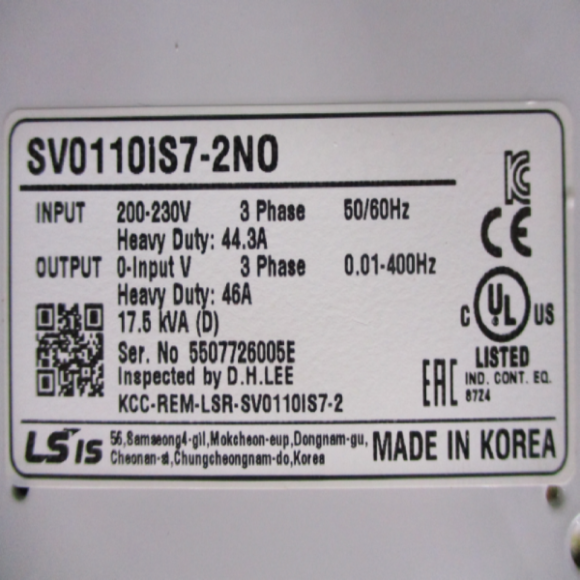 SV0110iS7-2NO
INPUT 200-230V 3 Phase 50/60Hz
Heavy Duty: 44.3A
OUTPUT 0-Input V 3 Phase 0.01-400Hz
Heavy Duty: 46A
17.5 kVA (D)
Ser. No 5507726005E
Inspected by D.H.LEE
KCC-REM-LSR-SV0110IS7-2
CE
C UL US
LISTED
IND. CONT. EQ.
8724
EAC
LSIS 56,Samseong4-gil,Mokcheon-eup,Dongnam-gu,
Cheonan-si,Chungcheongnam-do,Korea
MADE IN KOREA